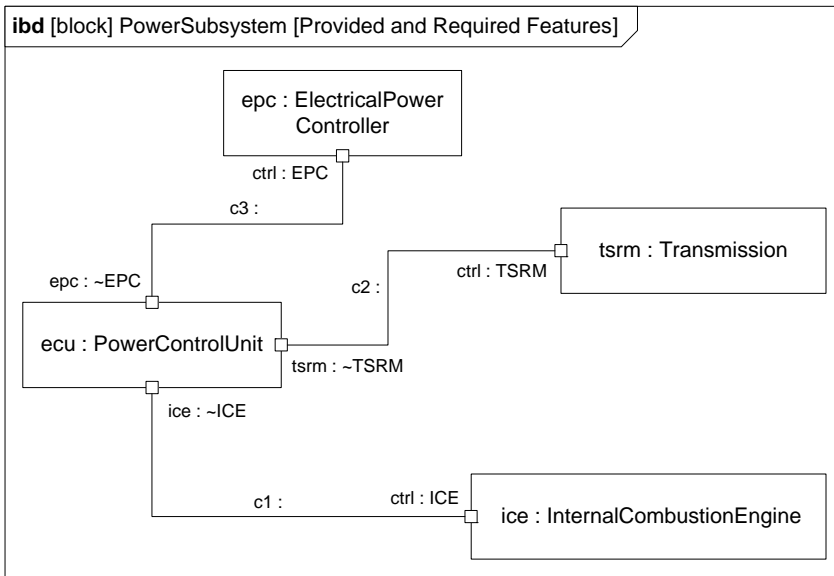 ibd [block] PowerSubsystem [Provided and Required Features]
epc : ElectricalPower
Controller
ctrl : EPC
c3 :
tsrm : Transmission
ctrl : TSRM
epc : ~EPC
c2 :
ecu : PowerControlUnit
tsrm : ~TSRM
ice : ~ICE
c1 :
ctrl : ICE
ice : InternalCombustionEngine